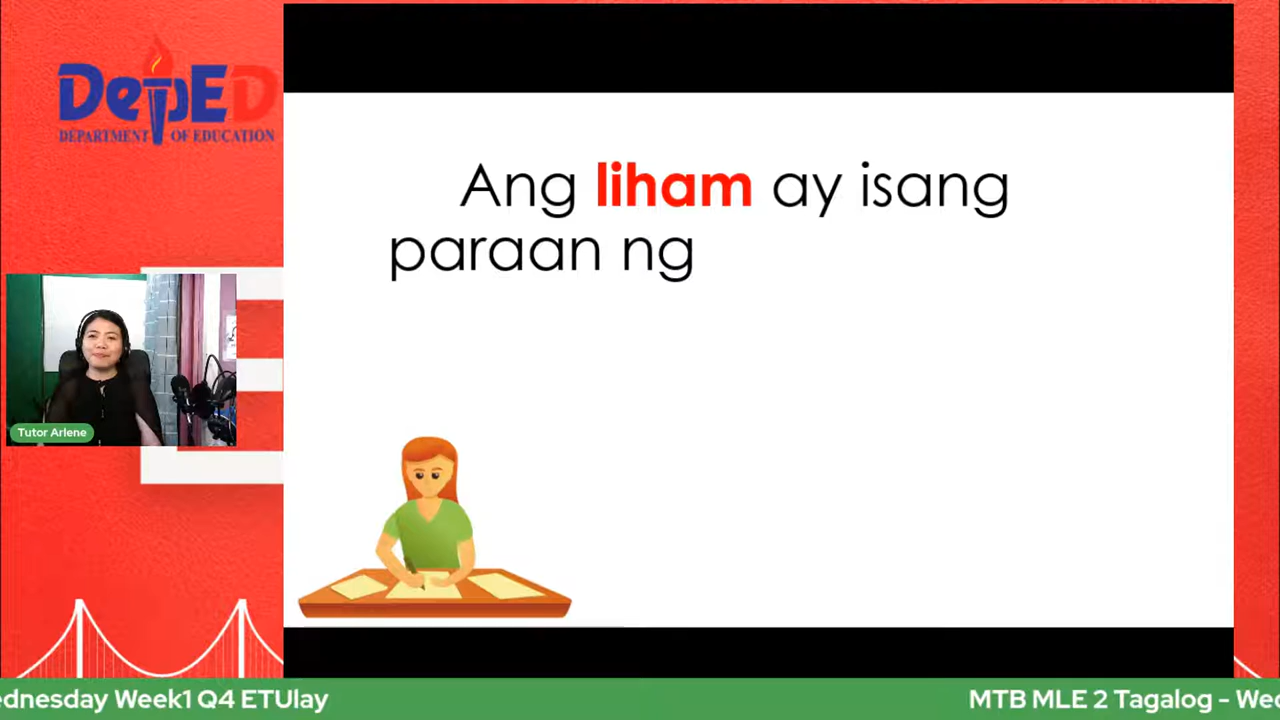 DepED
DEPARTMENT OF EDUCATION
Ang liham ay isang
paraan ng
Tutor Arlene
ednesday Week1 Q4 ETUlay
MTB MLE 2 Tagalog - Wed